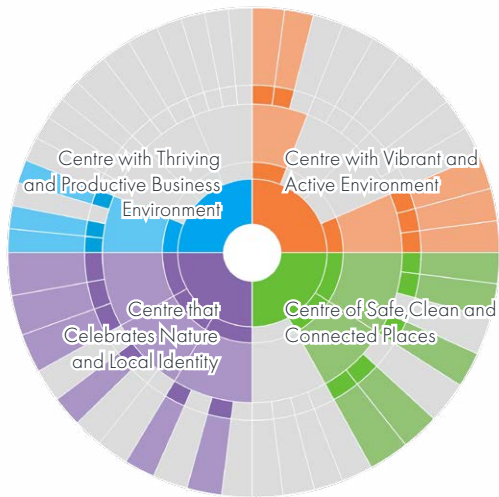 Centre with Thriving
and Productive Business
Environment
Centre with Vibrant and
Active Environment
Centre that
Celebrates Nature
and Local Identity
Centre of Safe, Clean and
Connected Places